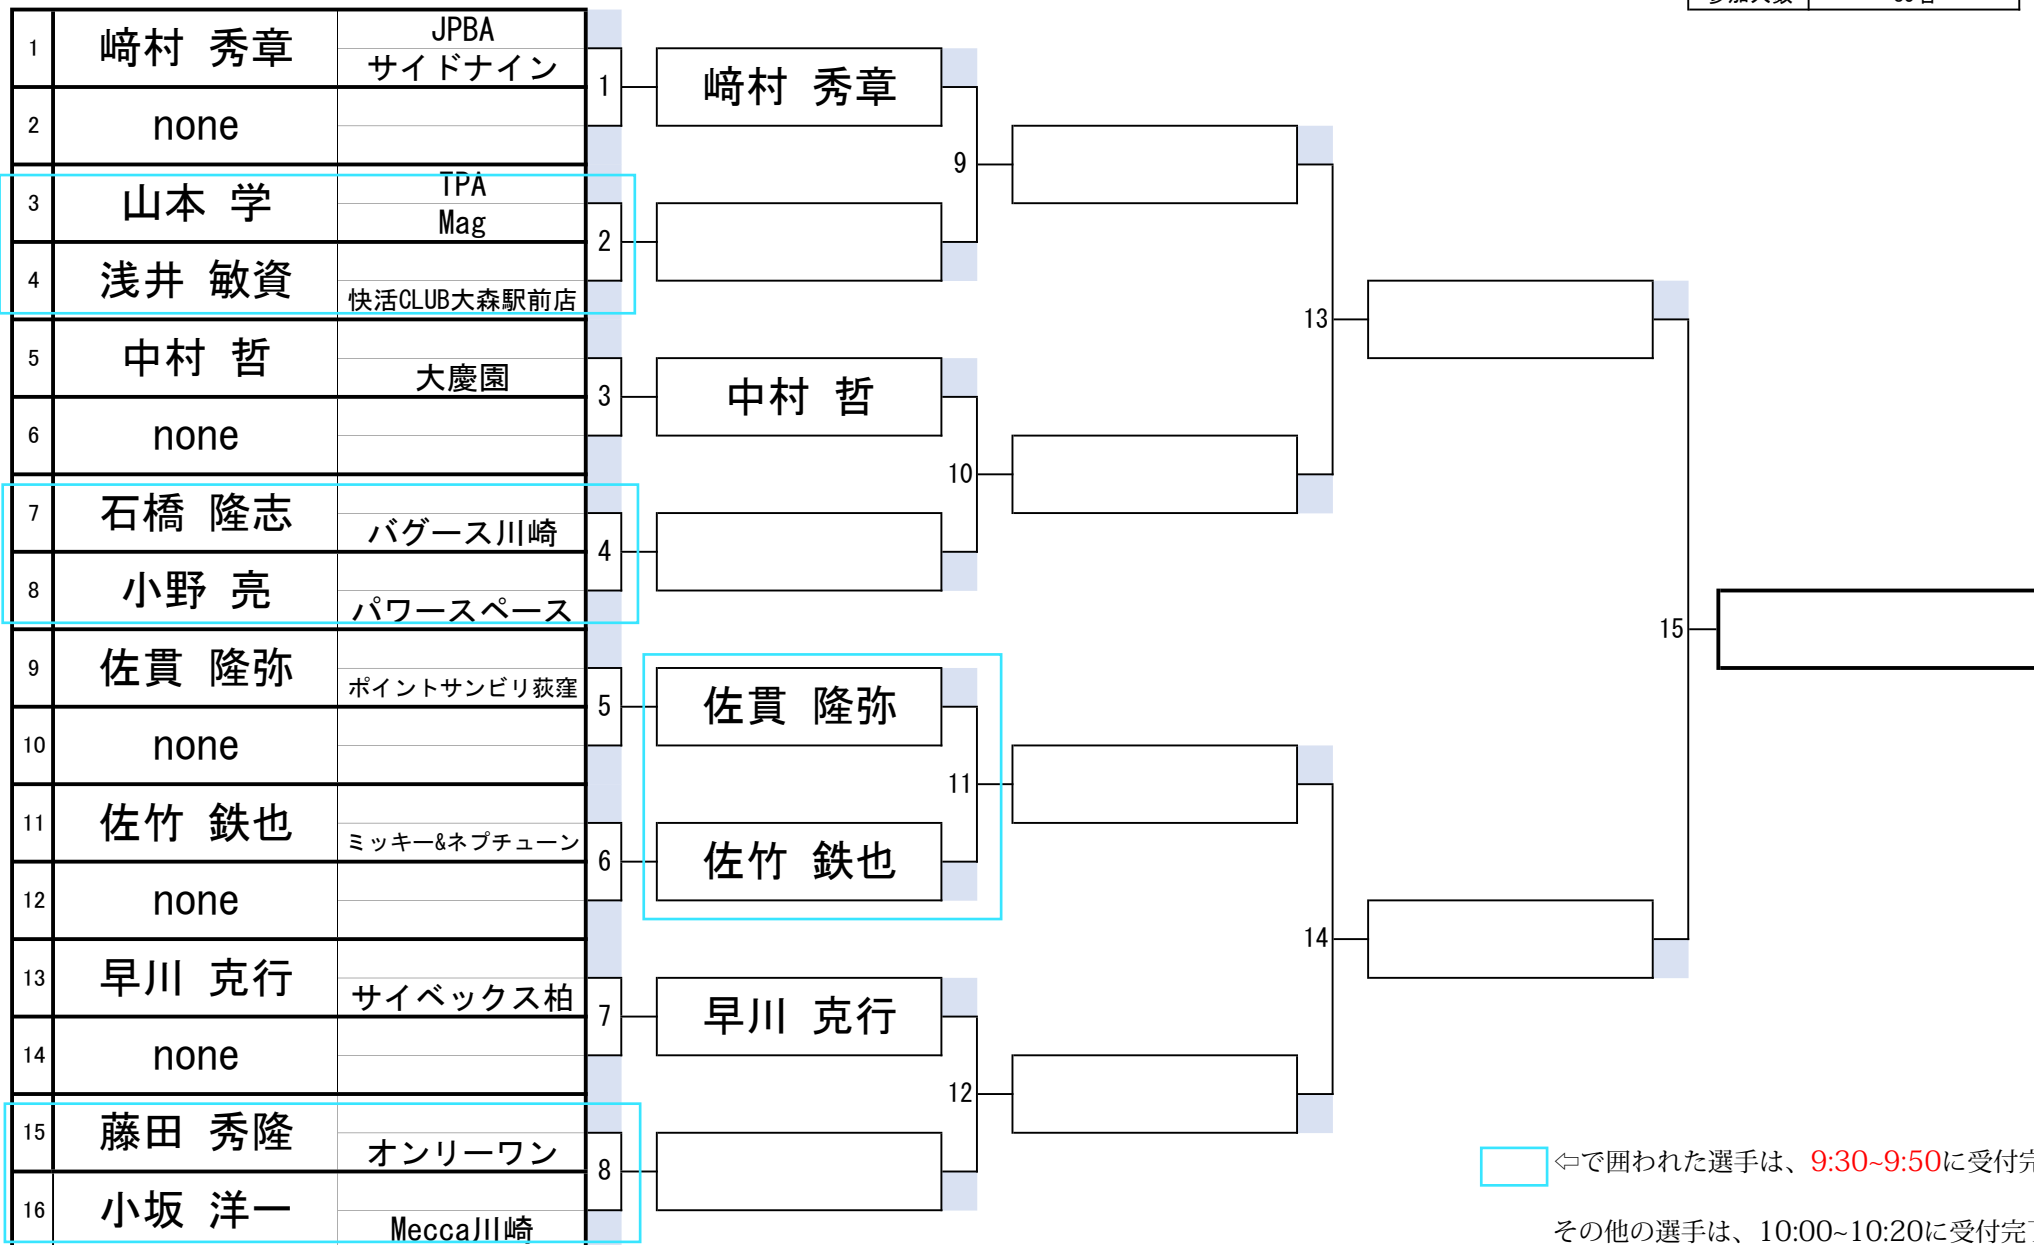 1 﨑村 秀章 JPBA
サイドナイン
2 none
3 山本 学 TPA
Mag
4 浅井 敏資
快活CLUB大森駅前店
5 中村 哲
大慶園
6 none
7 石橋 隆志
バグース川崎
8 小野 亮
パワースペース
9 佐貫 隆弥
ポイントサンビリ荻窪
10 none
11 佐竹 鉄也
ミッキー&ネプチューン
12 none
13 早川 克行
サイベックス柏
14 none
15 藤田 秀隆
オンリーワン
16 小坂 洋一
Mecca川崎
1 﨑村 秀章
2
3 中村 哲
4
5 佐貫 隆弥
6 佐竹 鉄也
7 早川 克行
8
9
10
11
12
13
14
15
⇦で囲われた選手は、9:30~9:50に受付完
その他の選手は、10:00~10:20に受付完